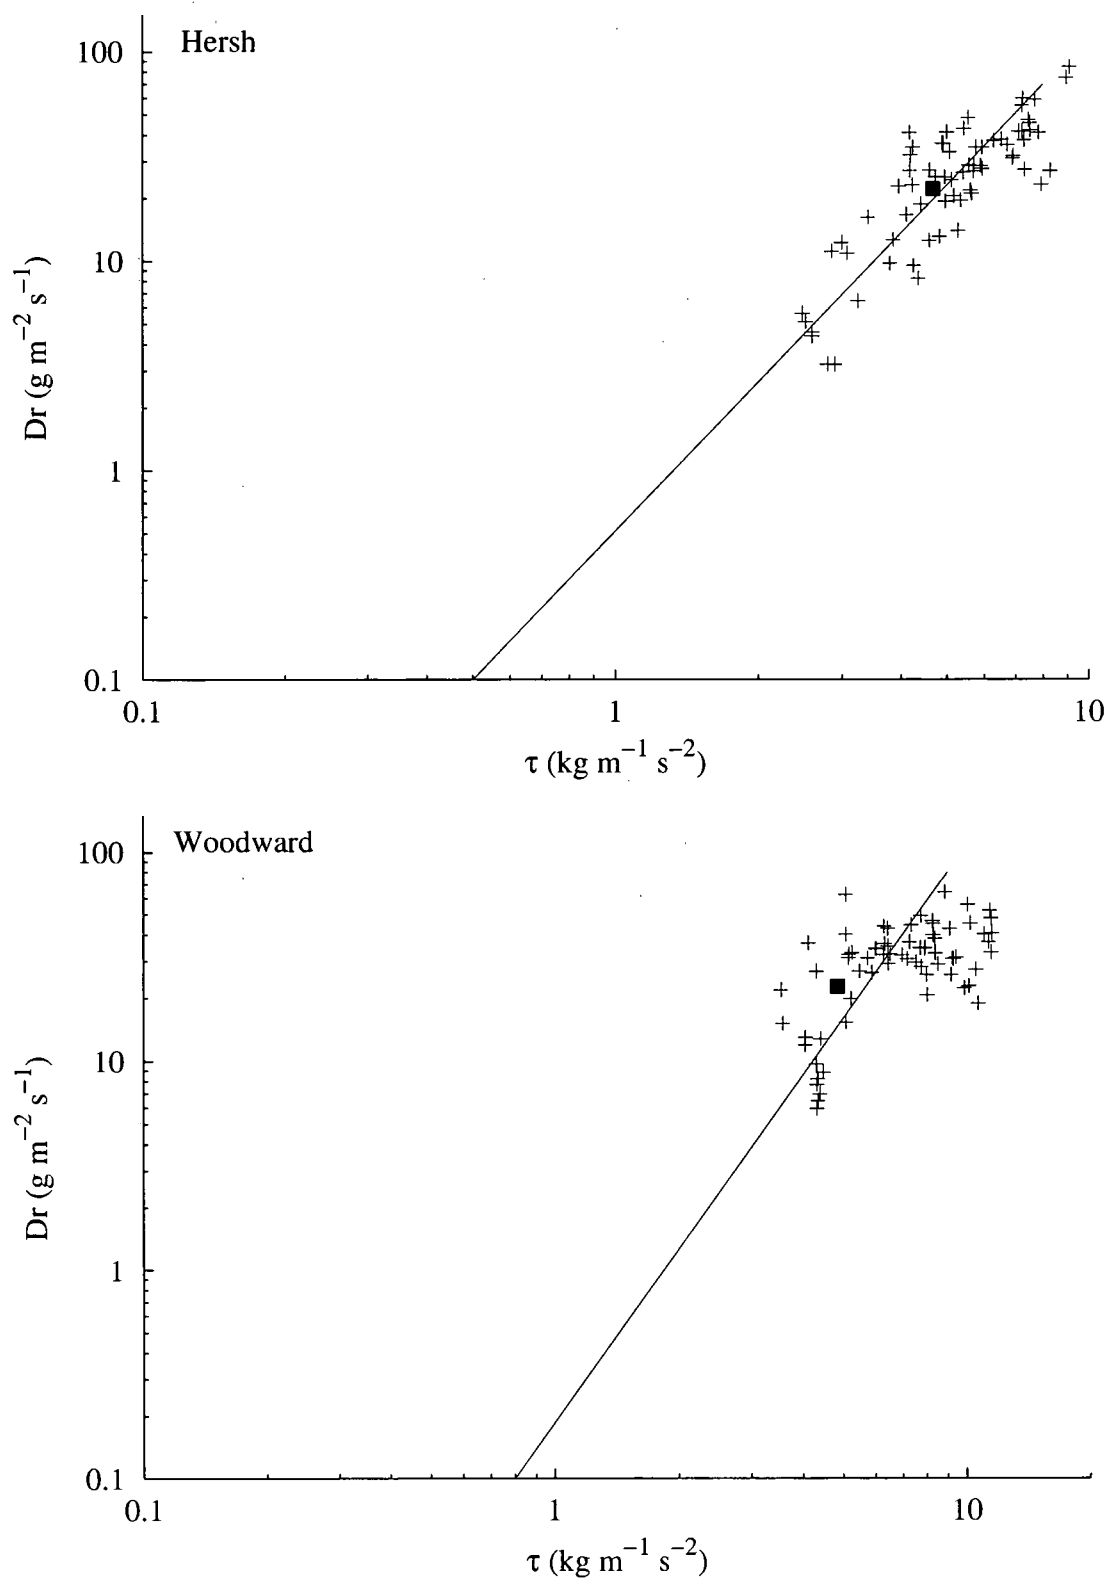 Hersh
100
10
1
0.1
Dr (g m⁻² s⁻¹)
0.1 1 10
τ (kg m⁻¹ s⁻²)
Woodward
100
10
1
0.1
Dr (g m⁻² s⁻¹)
0.1 1 10
τ (kg m⁻¹ s⁻²)